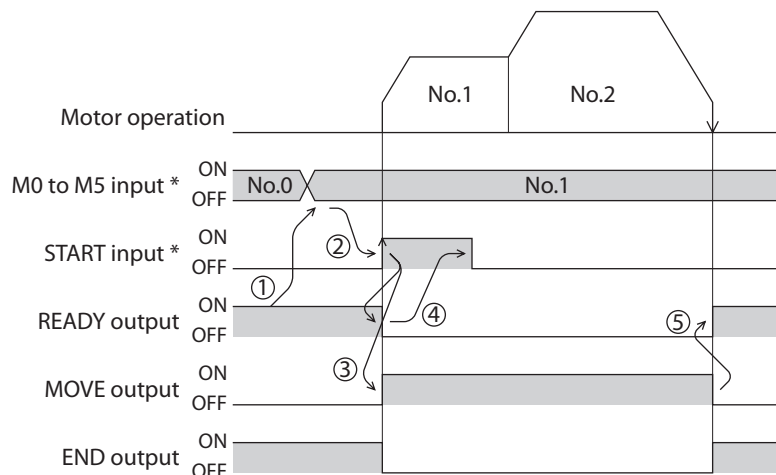 No.1
No.2
Motor operation
M0 to M5 input *
ON
OFF
No.0
No.1
START input *
ON
OFF
②
①
READY output
ON
OFF
④
⑤
MOVE output
ON
OFF
③
END output
ON
OFF